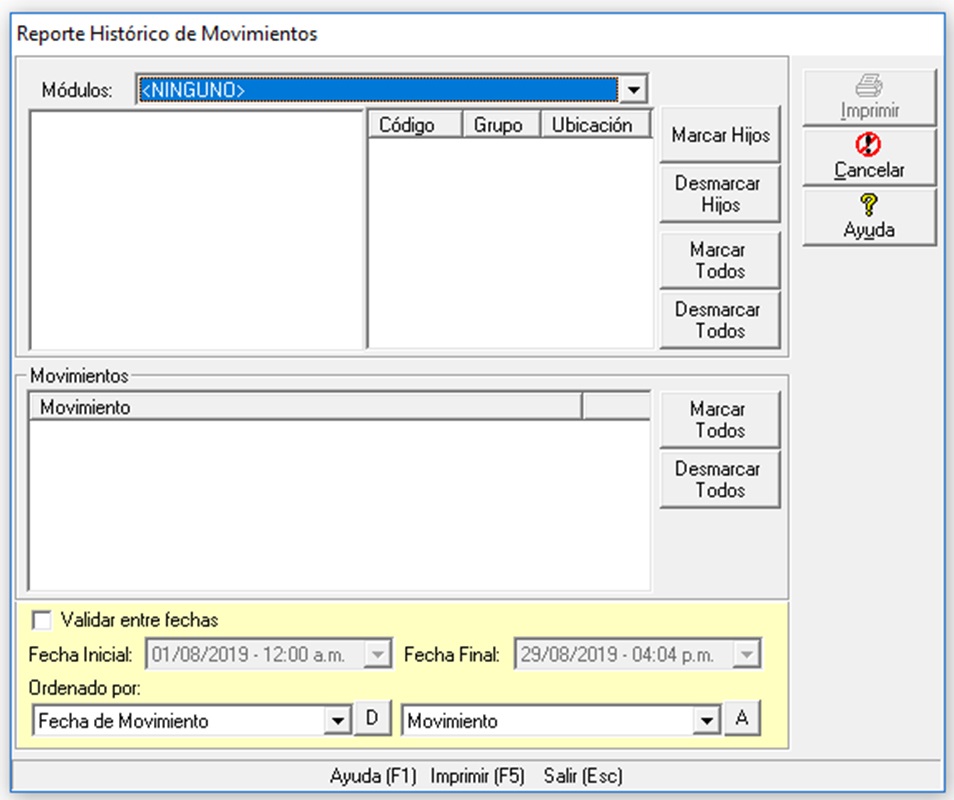 Reporte Histórico de Movimientos
Módulos: <NINGUNO>
Código Grupo Ubicación
Marcar Hijos
Desmarcar
Hijos
Marcar
Todos
Desmarcar
Todos
Imprimir
Cancelar
Ayuda
Movimientos
Movimiento
Marcar
Todos
Desmarcar
Todos
Validar entre fechas
Fecha Inicial: 01/08/2019 - 12:00 a.m. Fecha Final: 29/08/2019 - 04:04 p.m.
Ordenado por:
Fecha de Movimiento D Movimiento A
Ayuda (F1) Imprimir (F5) Salir (Esc)